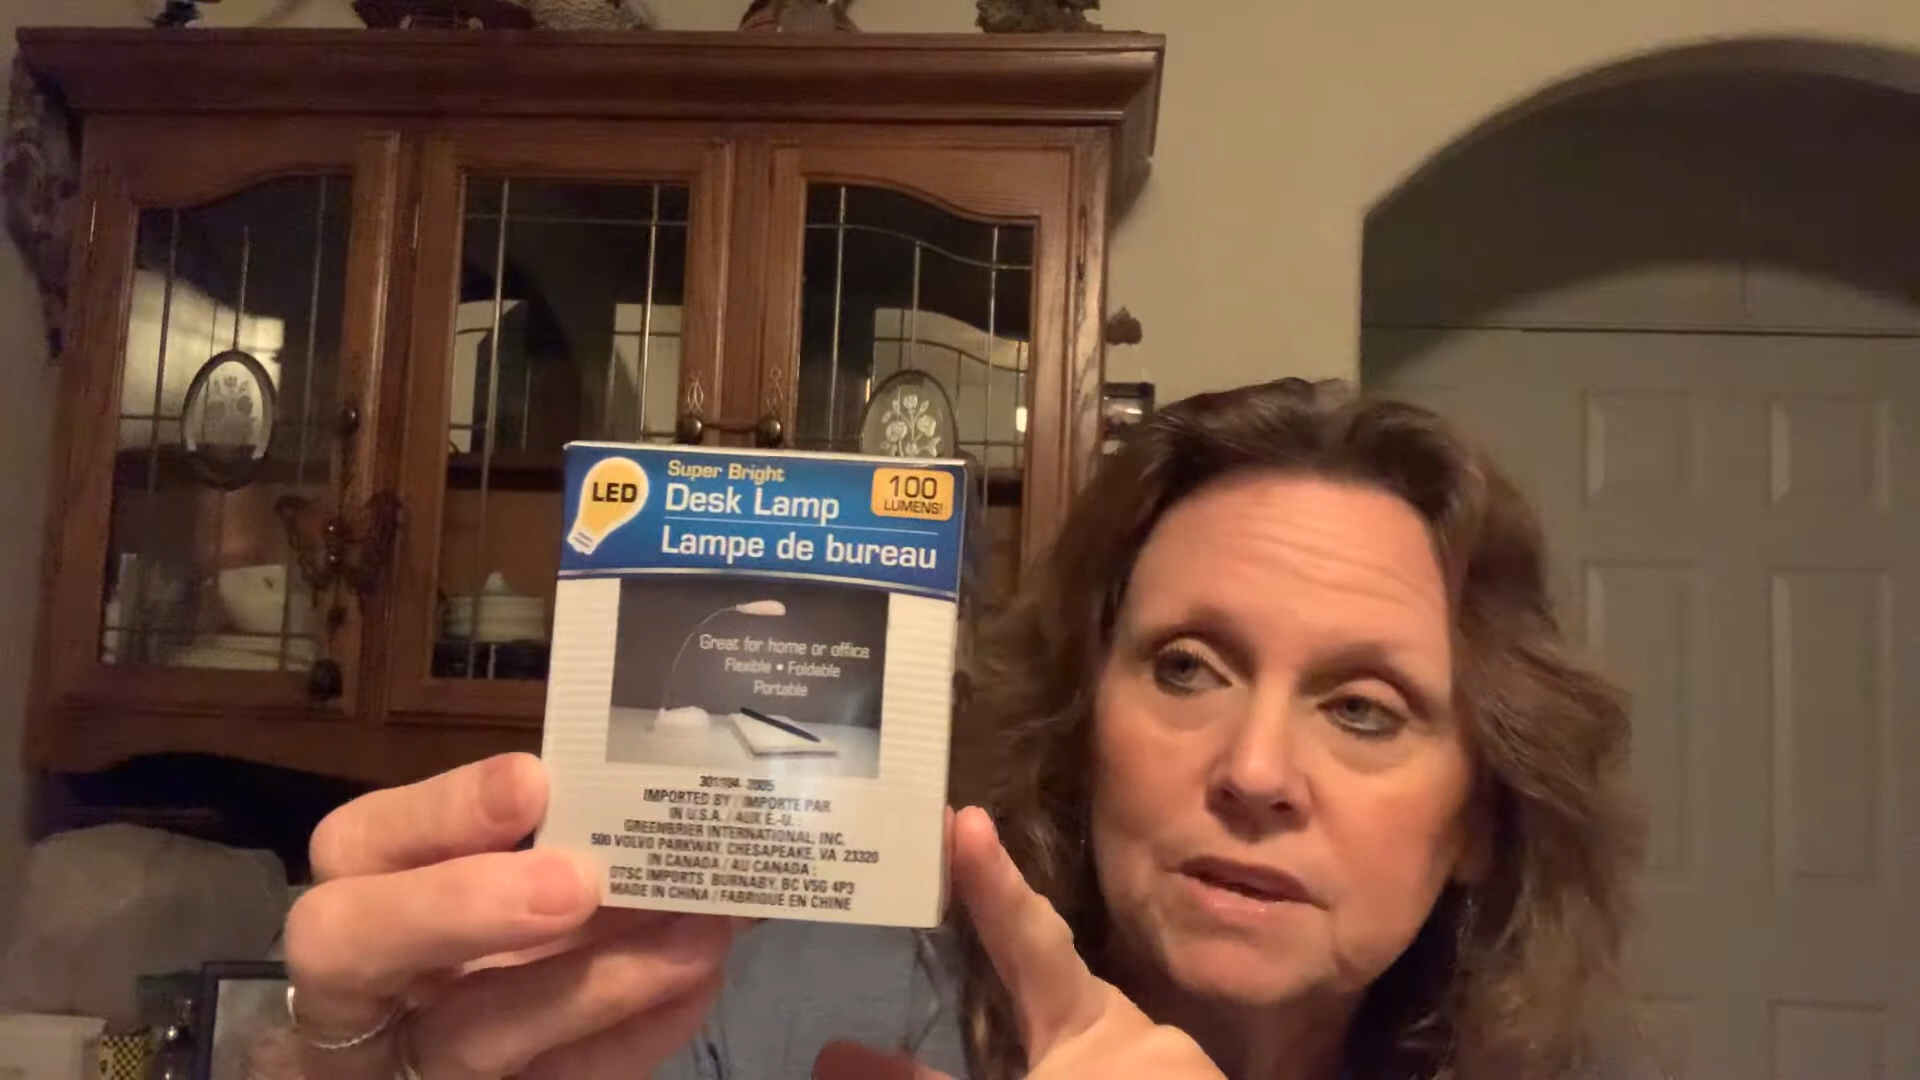 LED
Super Bright
Desk Lamp
100
LUMENS!
Lampe de bureau
Great for home or office
Flexible • Foldable
Portable
IMPORTED BY / IMPORTÉ PAR
IN U.S.A. / AUX É.-U. :
GREENBRIER INTERNATIONAL, INC.
500 VOLVO PARKWAY, CHESAPEAKE, VA 23320
IN CANADA / AU CANADA :
DTSC IMPORTS BURNABY, BC V5G 4P3
MADE IN CHINA / FABRIQUÉ EN CHINE